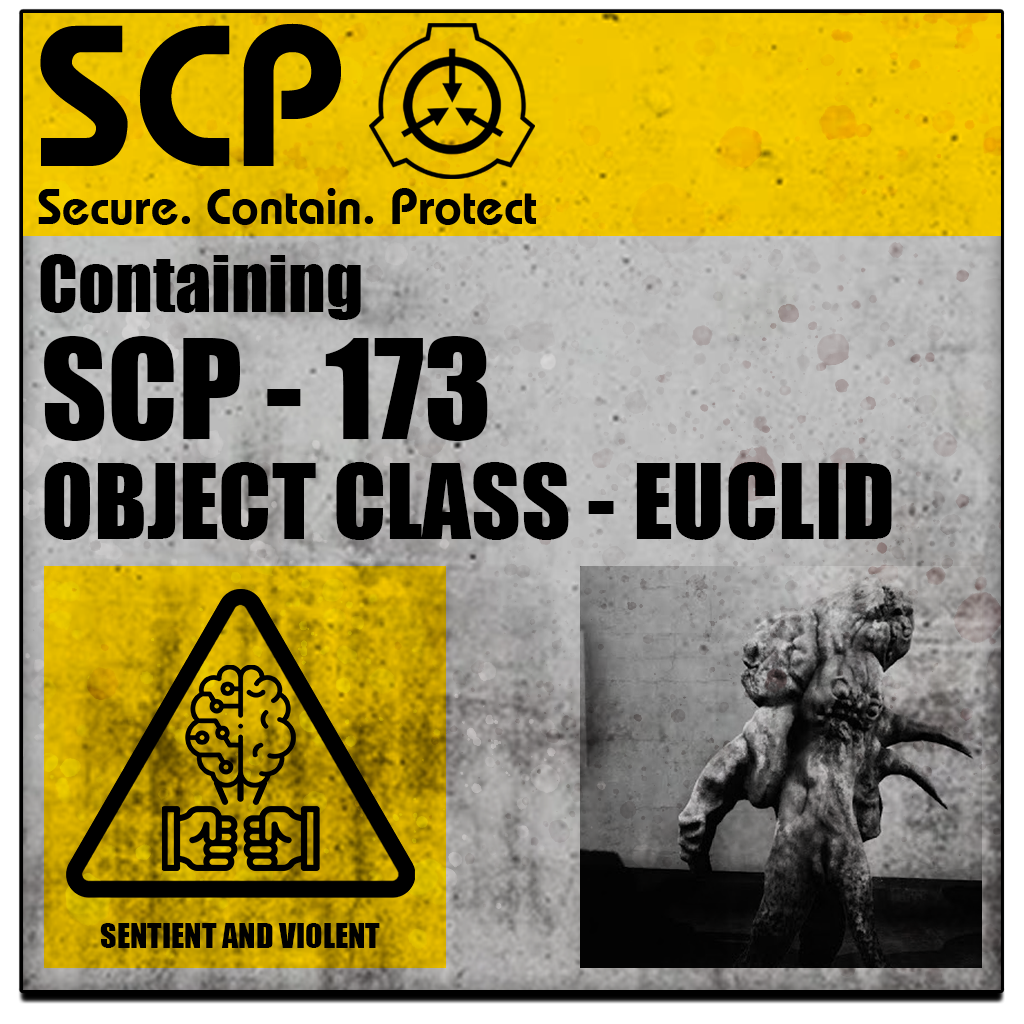 SCP
Secure. Contain. Protect
Containing
SCP - 173
OBJECT CLASS - EUCLID
SENTIENT AND VIOLENT